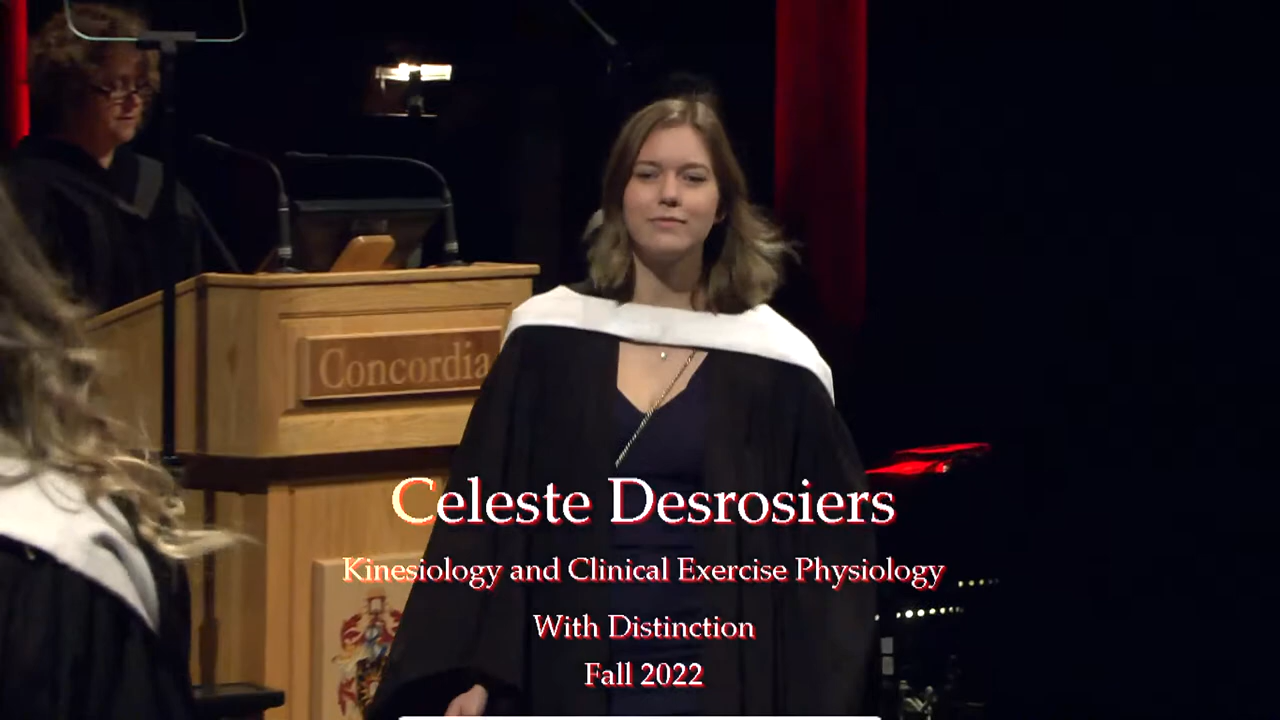 Concordia
Celeste Desrosiers
Kinesiology and Clinical Exercise Physiology
With Distinction
Fall 2022